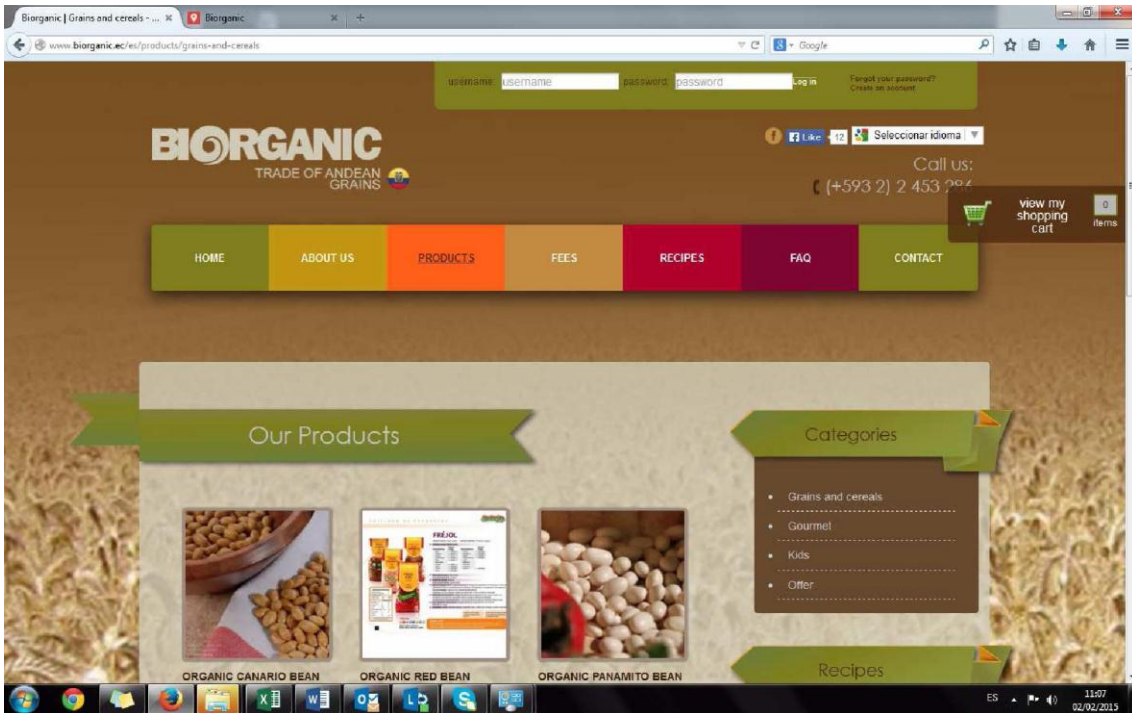 Biorganic | Grains and cereals - ...
Biorganic
www.biorganic.ec/es/products/grains-and-cereals
Google
username: username
password: password
Log in
Forgot your password?
Create an account
BIORGANIC
TRADE OF ANDEAN
GRAINS
f
Like
12
Seleccionar idioma
Call us:
(+593 2) 2 453 286
view my
shopping
cart
0
items
HOME
ABOUT US
PRODUCTS
FEES
RECIPES
FAQ
CONTACT
Our Products
Categories
• Grains and cereals
• Gourmet
• Kids
• Offer
FRÉJOL
ORGANIC CANARIO BEAN
ORGANIC RED BEAN
ORGANIC PANAMITO BEAN
Recipes
ES
11:07
02/02/2015